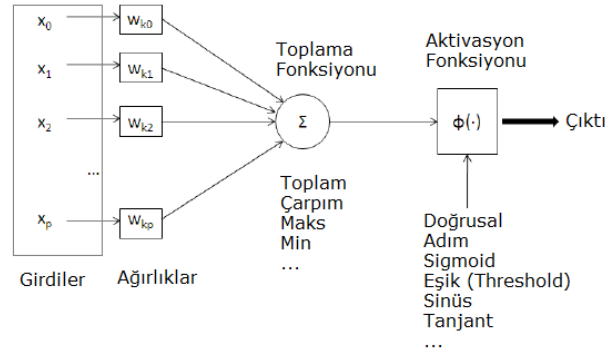 x0
wk0
x1
wk1
x2
wk2
...
xp
wkp
Girdiler
Ağırlıklar
Toplama
Fonksiyonu
Σ
Toplam
Çarpım
Maks
Min
...
Aktivasyon
Fonksiyonu
ϕ(·)
Çıktı
Doğrusal
Adım
Sigmoid
Eşik (Threshold)
Sinüs
Tanjant
...